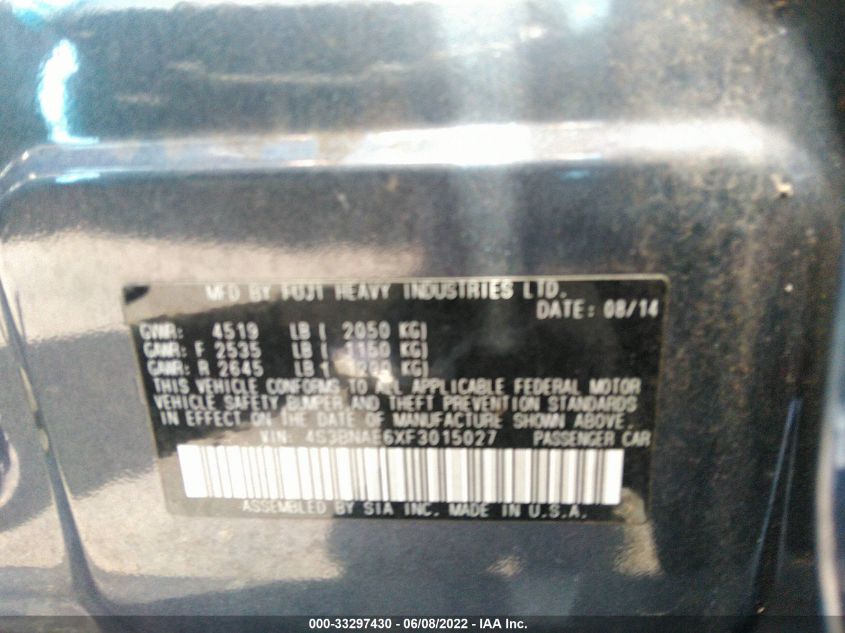 MFD BY FUJI HEAVY INDUSTRIES LTD.
DATE: 08/14
GVWR: 4519 LB ( 2050 KG)
GAWR: F 2535 LB ( 1150 KG)
GAWR: R 2645 LB KG)
THIS VEHICLE CONFORMS TO ALL APPLICABLE FEDERAL MOTOR
VEHICLE SAFETY BUMPER AND THEFT PREVENTION STANDARDS
IN EFFECT ON THE DATE OF MANUFACTURE SHOWN ABOVE.
VIN: 4S3BNAE6XF3015027 PASSENGER CAR
ASSEMBLED BY SIA INC. MADE IN U.S.A.
000-33297430 - 06/08/2022 - IAA Inc.